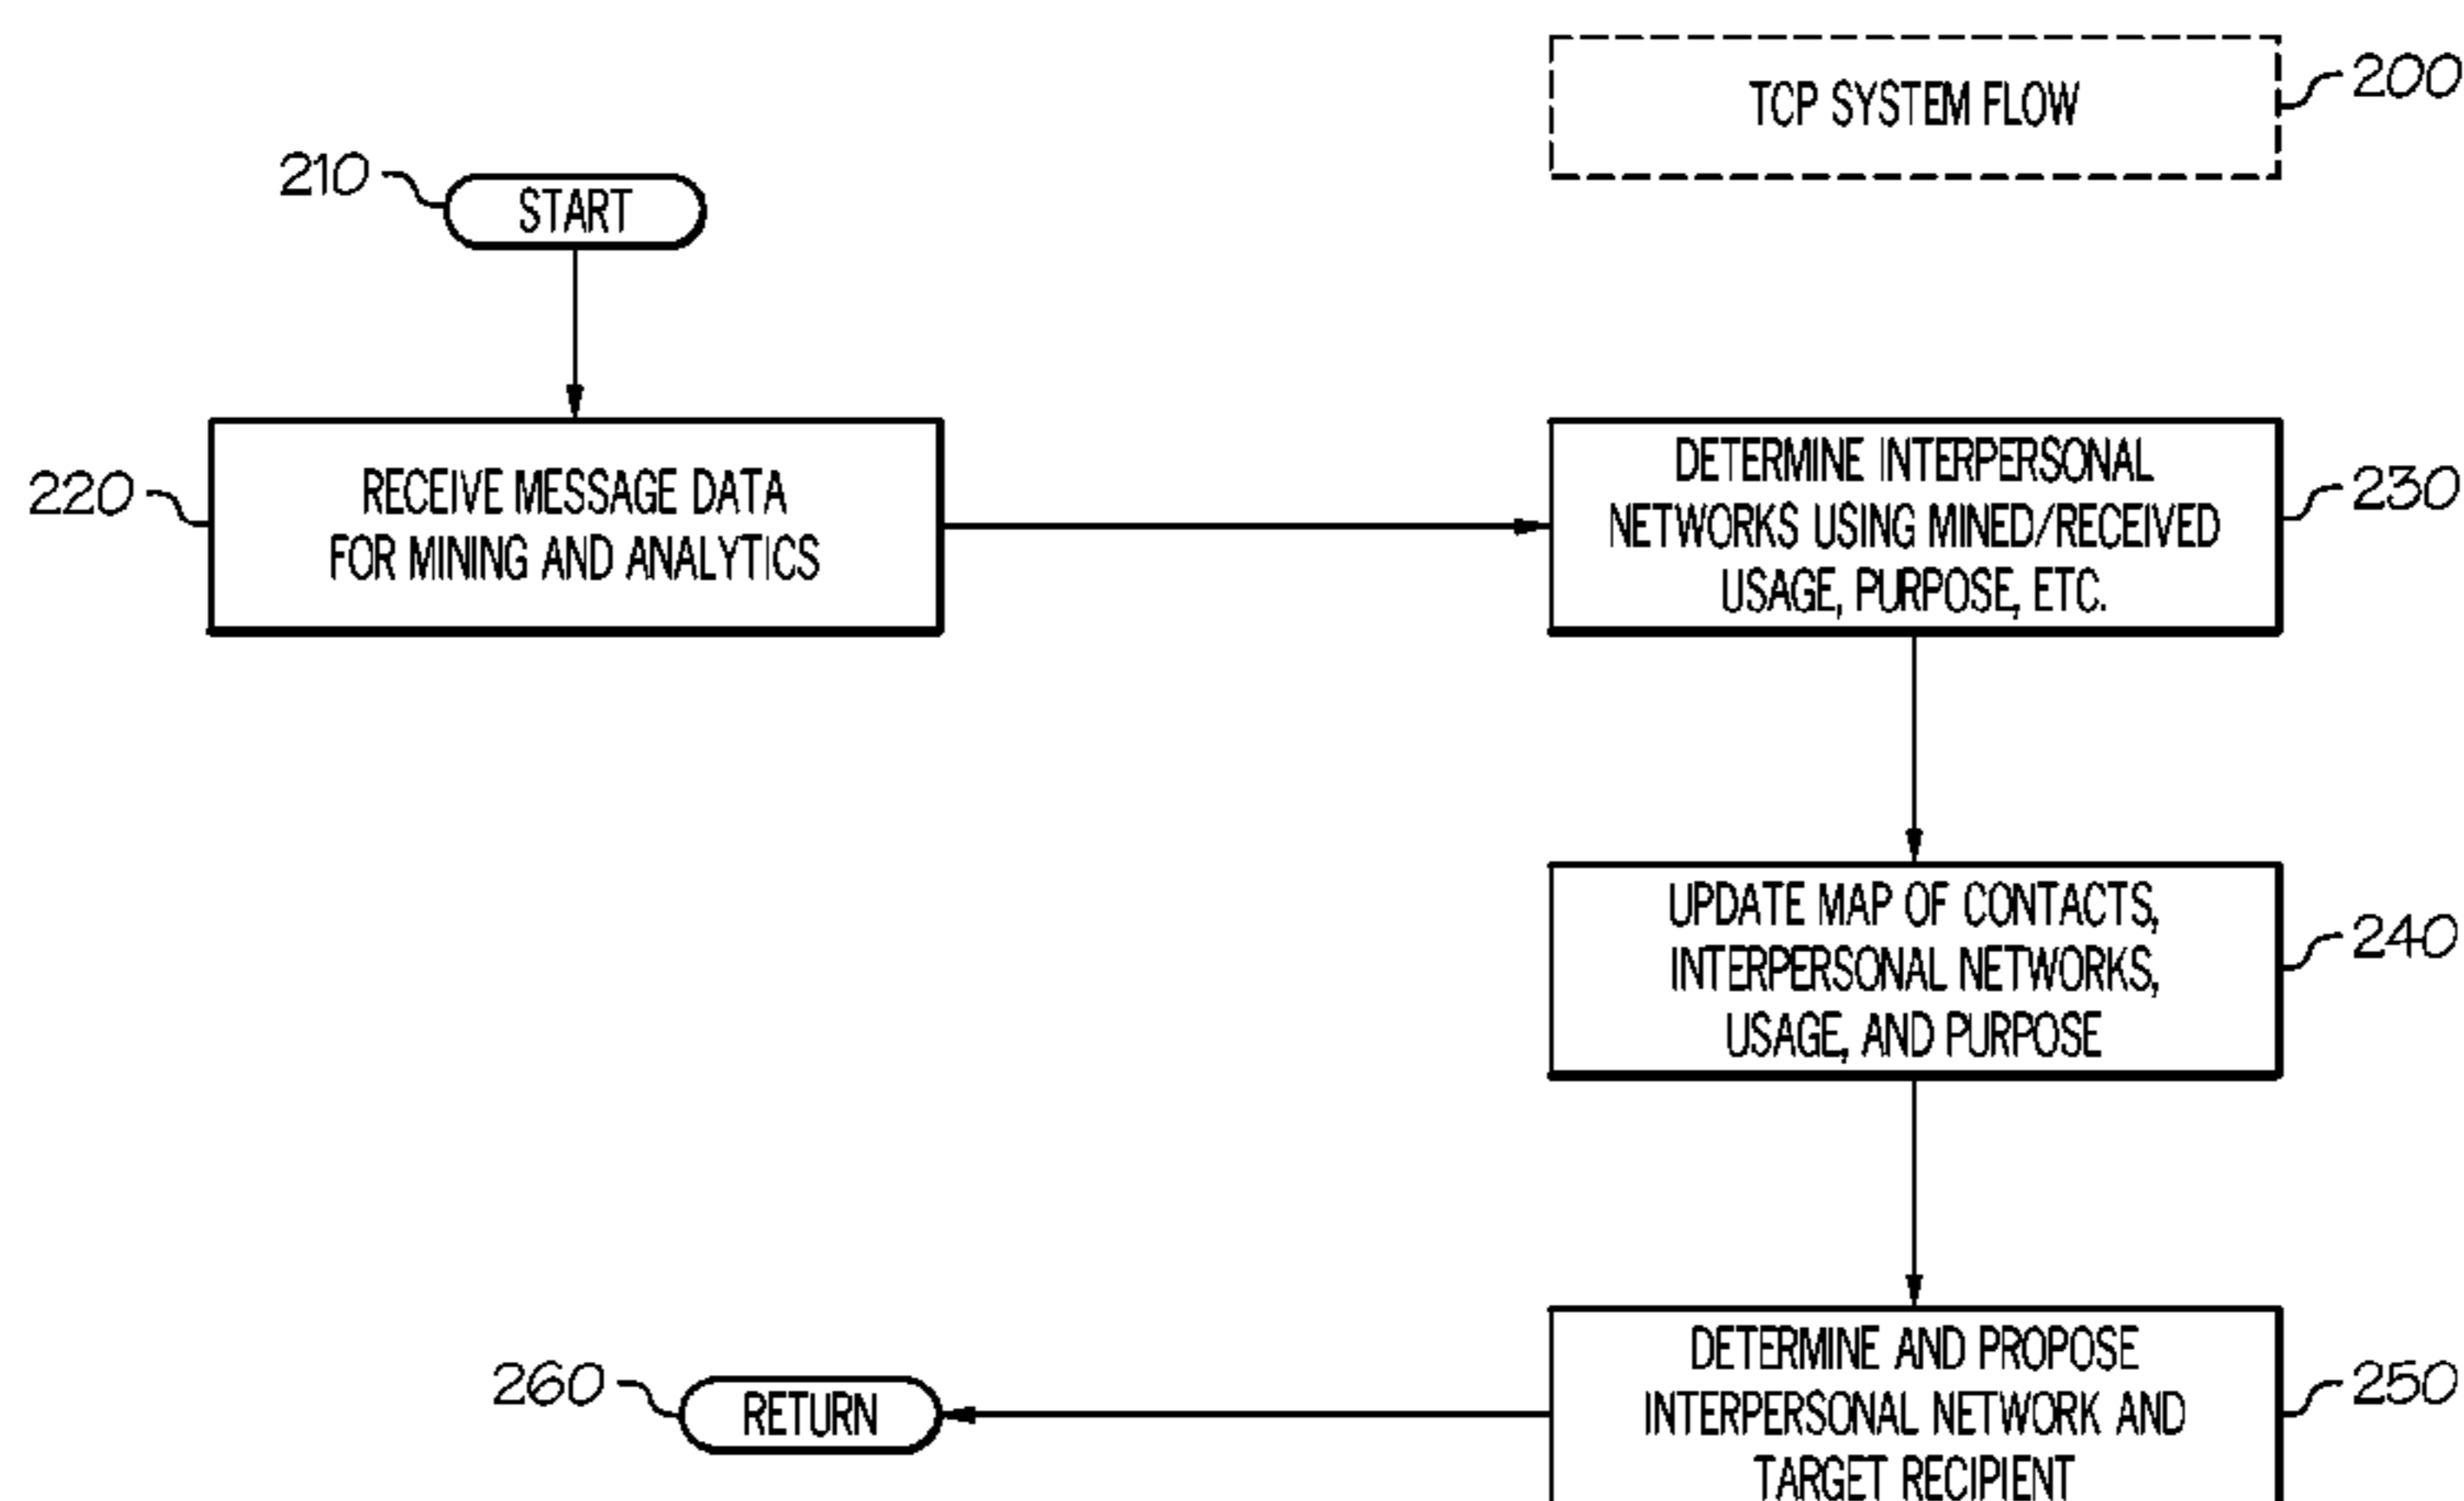 TCP SYSTEM FLOW
200
210
START
220
RECEIVE MESSAGE DATA
FOR MINING AND ANALYTICS
DETERMINE INTERPERSONAL
NETWORKS USING MINED/RECEIVED
USAGE, PURPOSE, ETC.
230
UPDATE MAP OF CONTACTS,
INTERPERSONAL NETWORKS,
USAGE, AND PURPOSE
240
260
RETURN
DETERMINE AND PROPOSE
INTERPERSONAL NETWORK AND
TARGET RECIPIENT
250